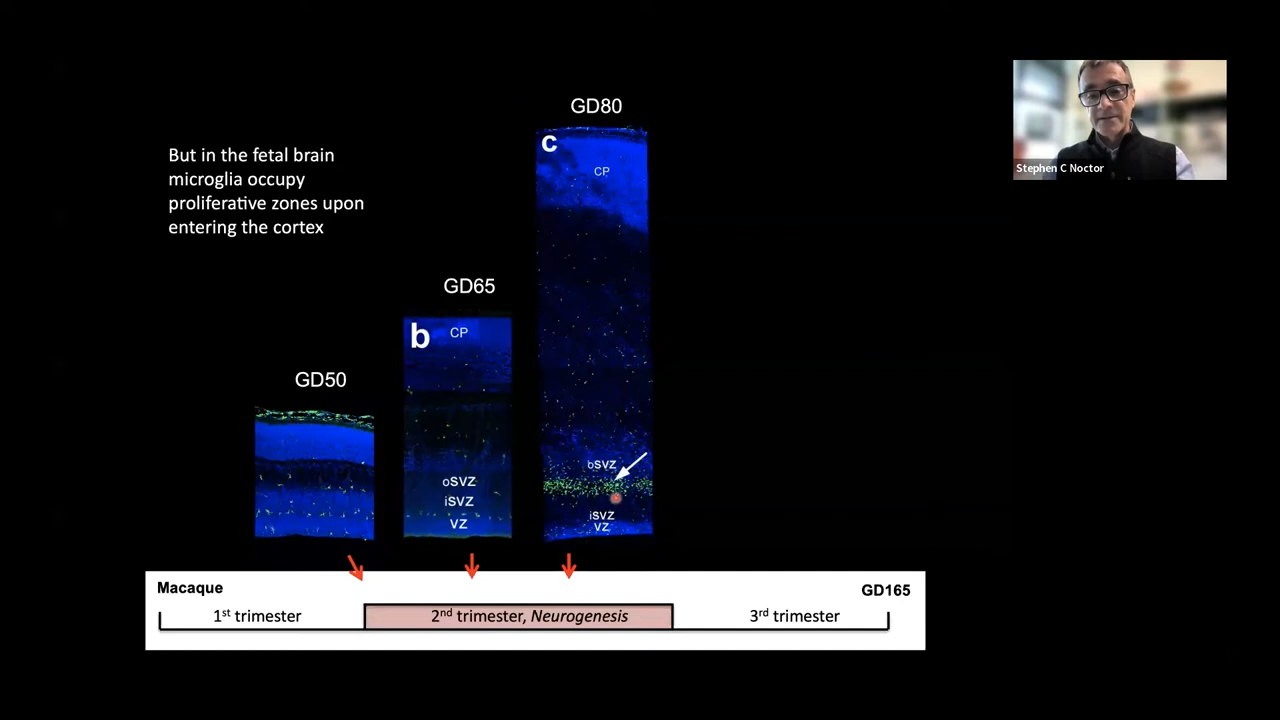 But in the fetal brain
microglia occupy
proliferative zones upon
entering the cortex
GD50
GD65
b
CP
oSVZ
iSVZ
VZ
GD80
c
CP
oSVZ
iSVZ
VZ
Macaque
GD165
1st trimester
2nd trimester, Neurogenesis
3rd trimester
Stephen C Noctor